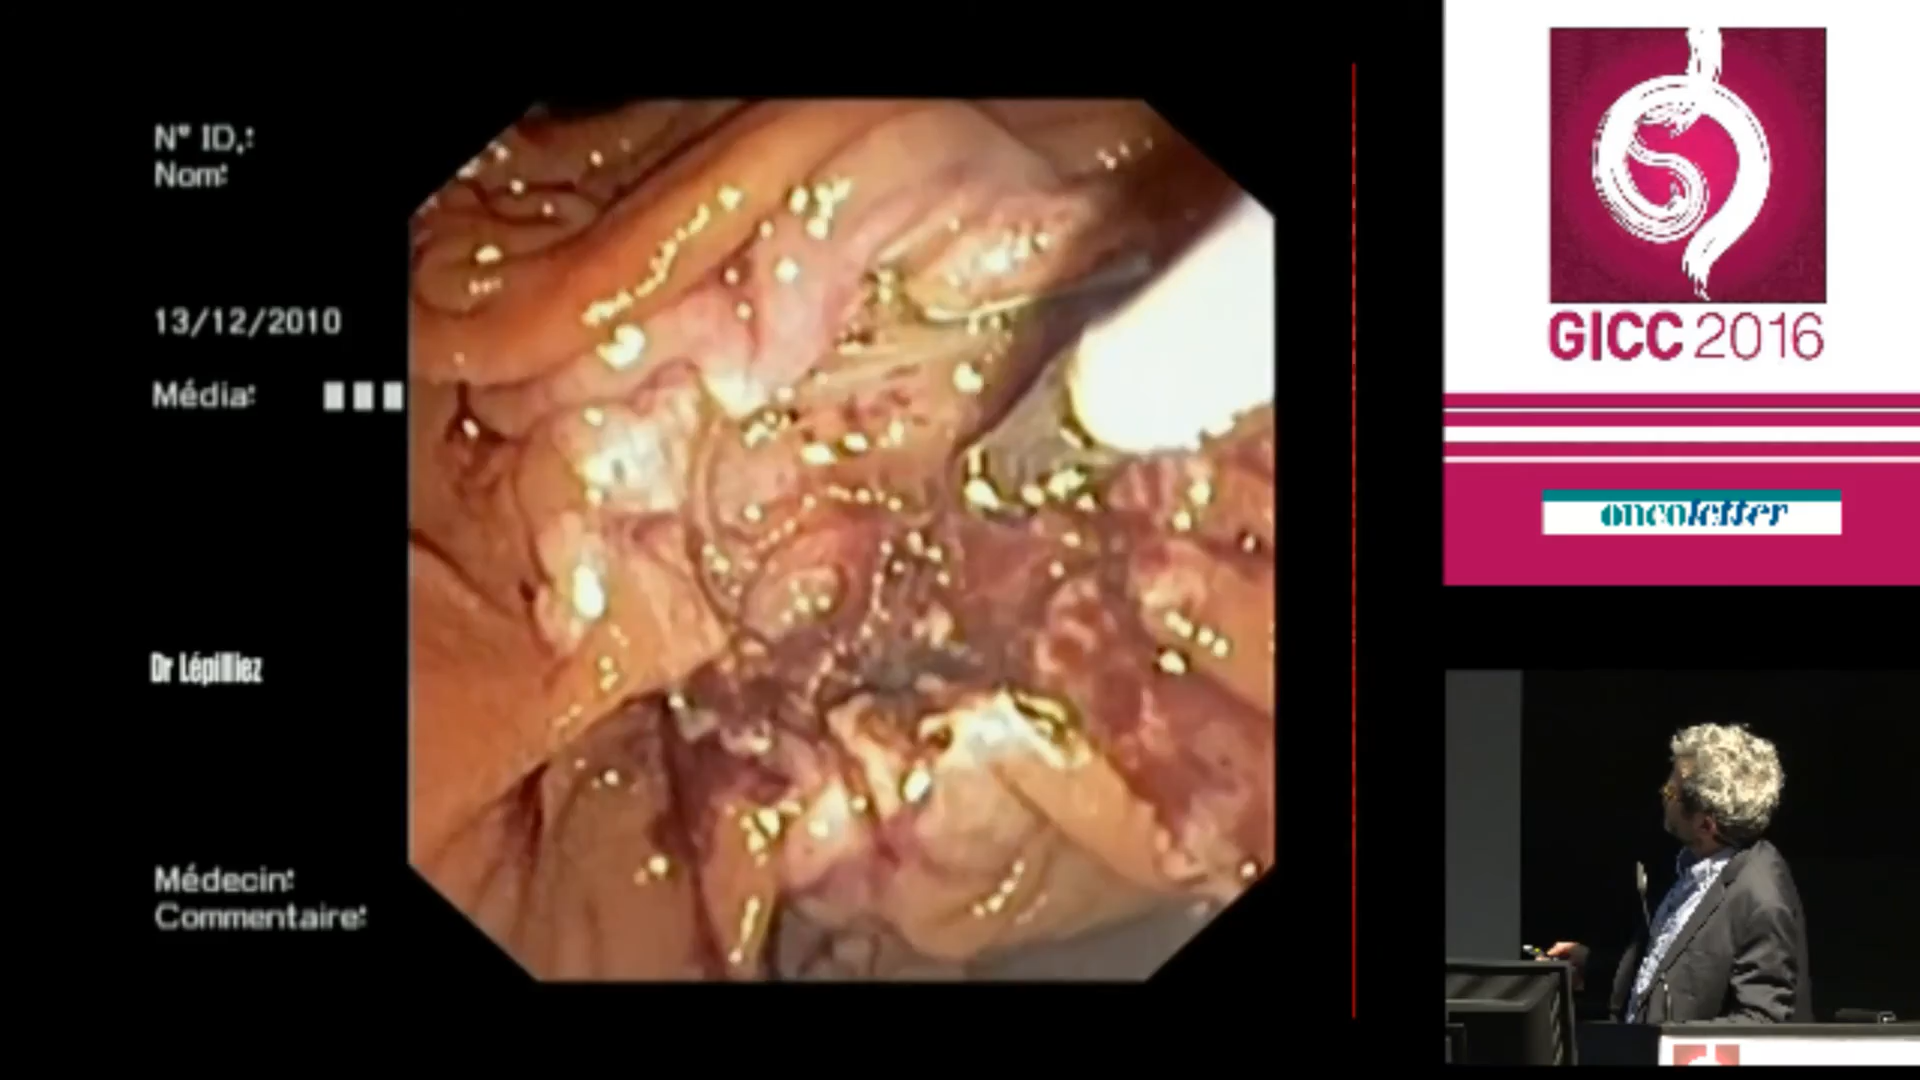 N° ID.:
Nom:
13/12/2010
Média:
Dr Lépilliez
Médecin:
Commentaire:
GICC 2016
oncoletter